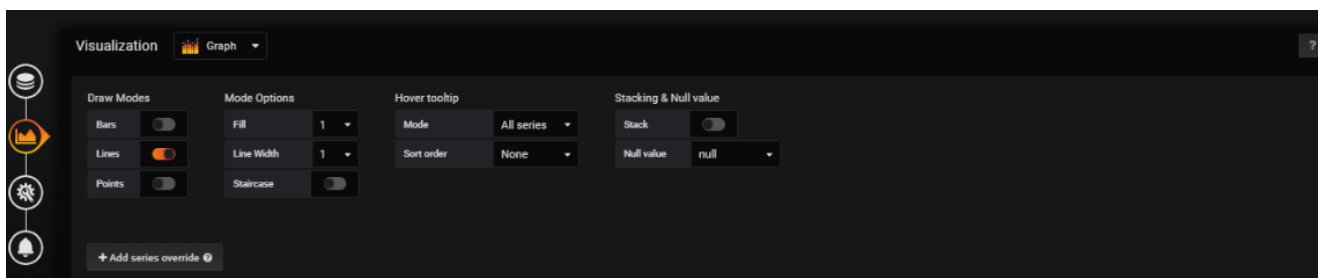 Visualization Graph ?
Draw Modes Mode Options Hover tooltip Stacking & Null value
Bars Fill 1 Mode All series Stack
Lines Line Width 1 Sort order None Null value null
Points Staircase
+ Add series override ?